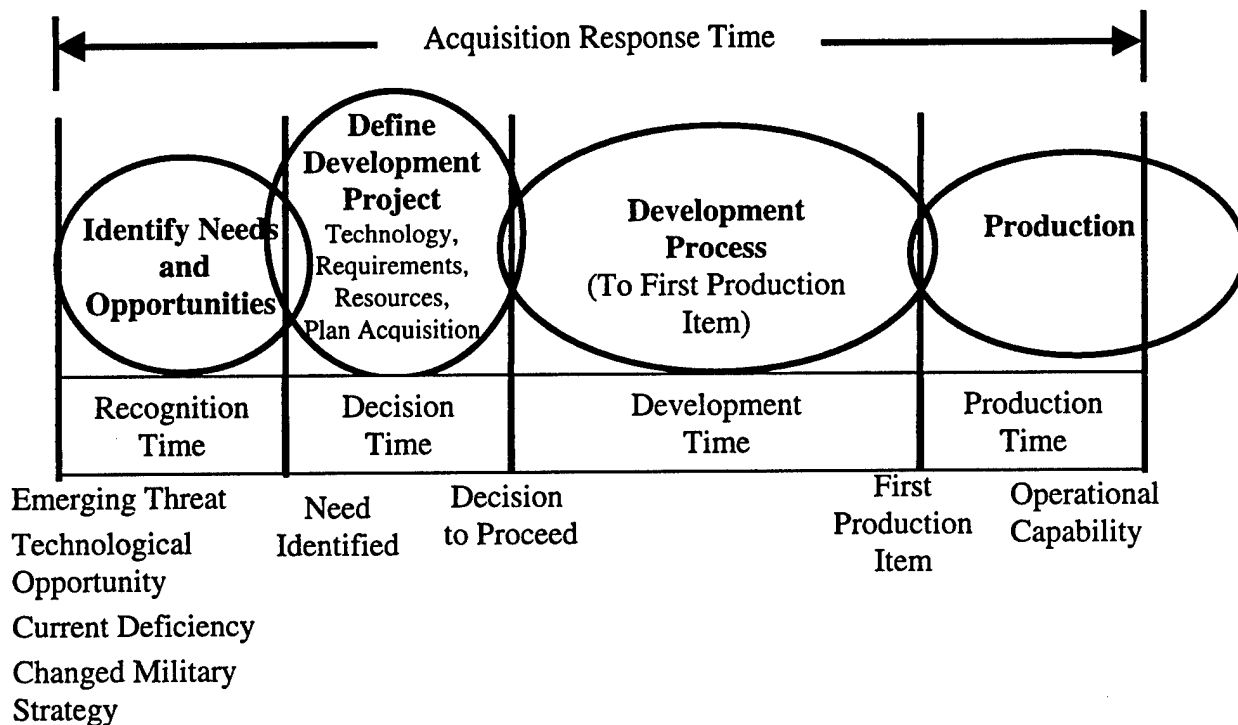 Acquisition Response Time
Identify Needs
and
Opportunities
Define
Development
Project
Technology,
Requirements,
Resources,
Plan Acquisition
Development
Process
(To First Production
Item)
Production
Recognition
Time
Decision
Time
Development
Time
Production
Time
Emerging Threat
Technological
Opportunity
Current Deficiency
Changed Military
Strategy
Need
Identified
Decision
to Proceed
First
Production
Item
Operational
Capability